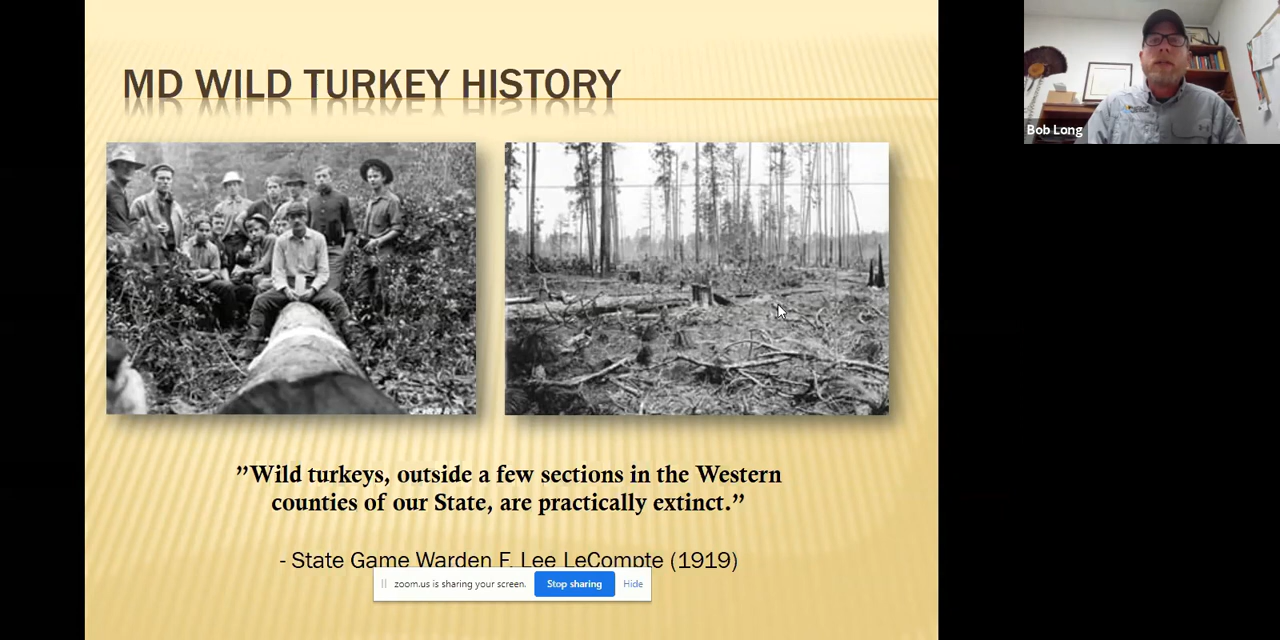 MD WILD TURKEY HISTORY
Bob Long
”Wild turkeys, outside a few sections in the Western
counties of our State, are practically extinct.”
- State Game Warden F. Lee LeCompte (1919)
zoom.us is sharing your screen.
Stop sharing
Hide